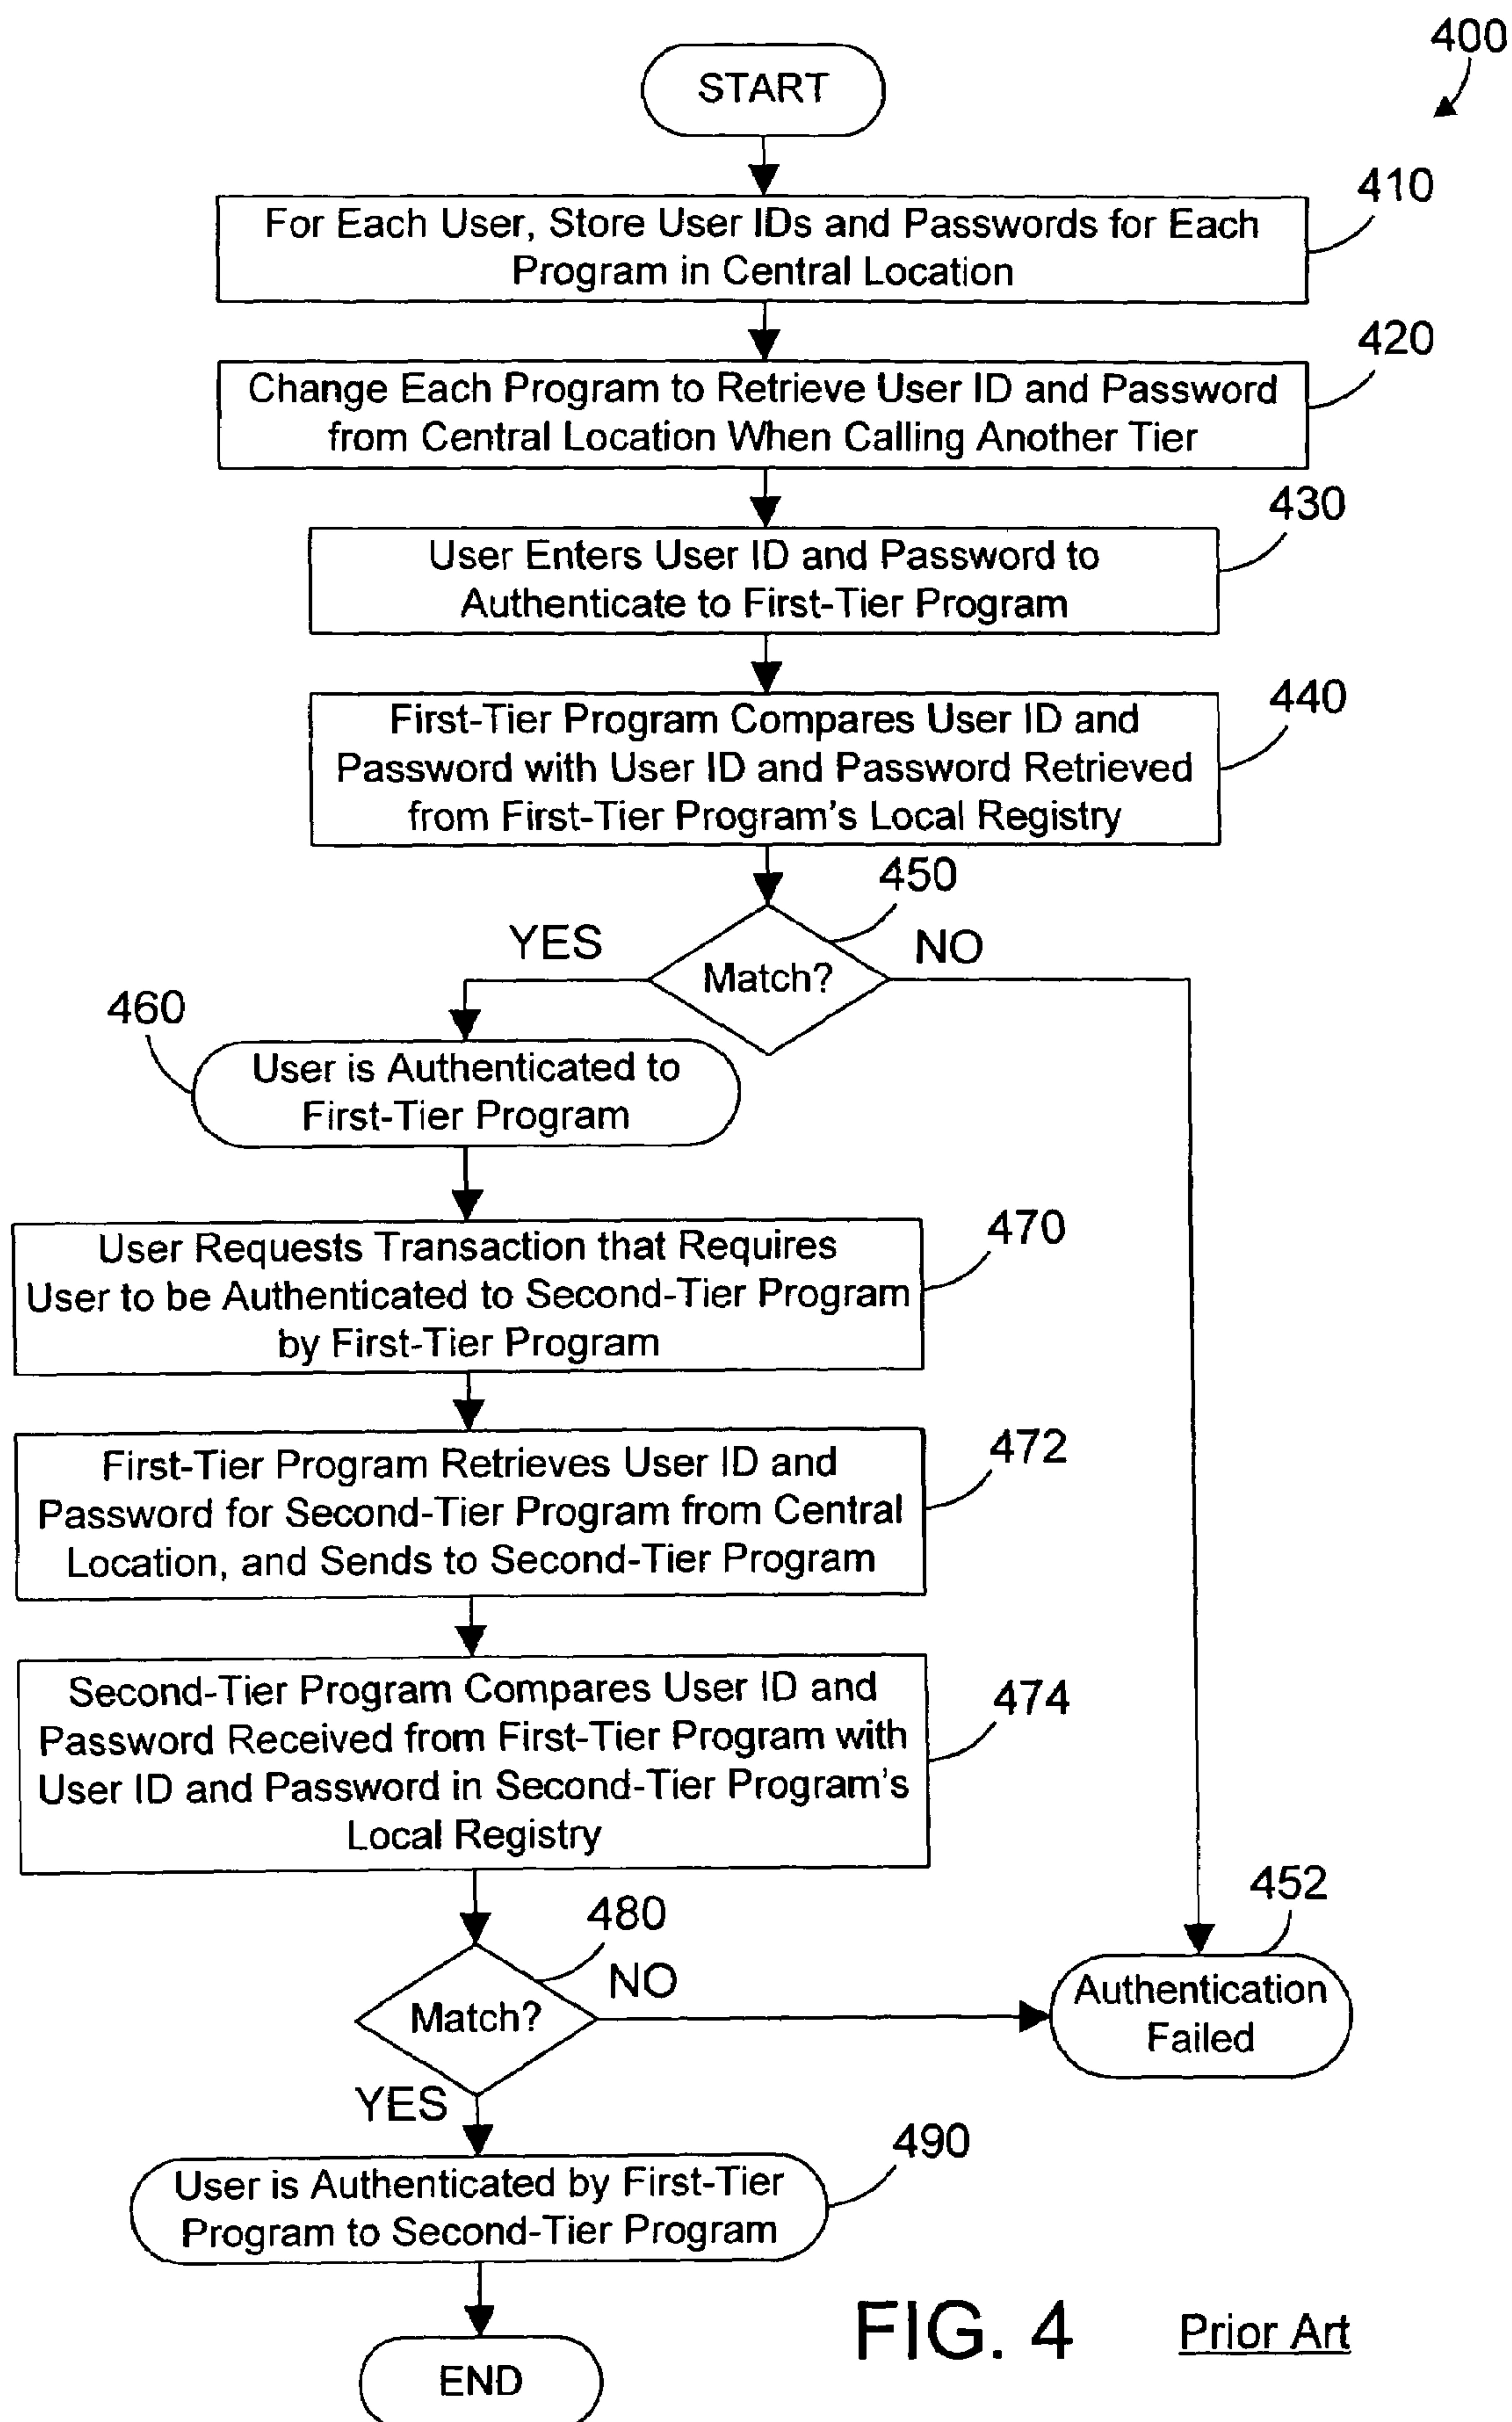 400
START
410
For Each User, Store User IDs and Passwords for Each
Program in Central Location
420
Change Each Program to Retrieve User ID and Password
from Central Location When Calling Another Tier
430
User Enters User ID and Password to
Authenticate to First-Tier Program
440
First-Tier Program Compares User ID and
Password with User ID and Password Retrieved
from First-Tier Program's Local Registry
450
YES
NO
Match?
460
User is Authenticated to
First-Tier Program
470
User Requests Transaction that Requires
User to be Authenticated to Second-Tier Program
by First-Tier Program
472
First-Tier Program Retrieves User ID and
Password for Second-Tier Program from Central
Location, and Sends to Second-Tier Program
474
Second-Tier Program Compares User ID and
Password Received from First-Tier Program with
User ID and Password in Second-Tier Program's
Local Registry
452
480
NO
Match?
Authentication
Failed
YES
490
User is Authenticated by First-Tier
Program to Second-Tier Program
FIG. 4
Prior Art
END